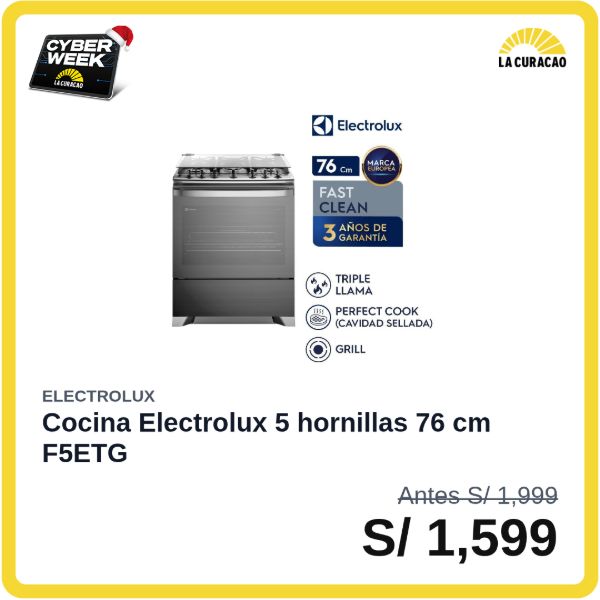 CYBER
WEEK
LA CURACAO
LA CURACAO
Electrolux
76 Cm
MARCA
EUROPEA
FAST
CLEAN
3 AÑOS DE
GARANTÍA
TRIPLE
LLAMA
PERFECT COOK
(CAVIDAD SELLADA)
GRILL
ELECTROLUX
Cocina Electrolux 5 hornillas 76 cm
F5ETG
Antes S/ 1,999
S/ 1,599